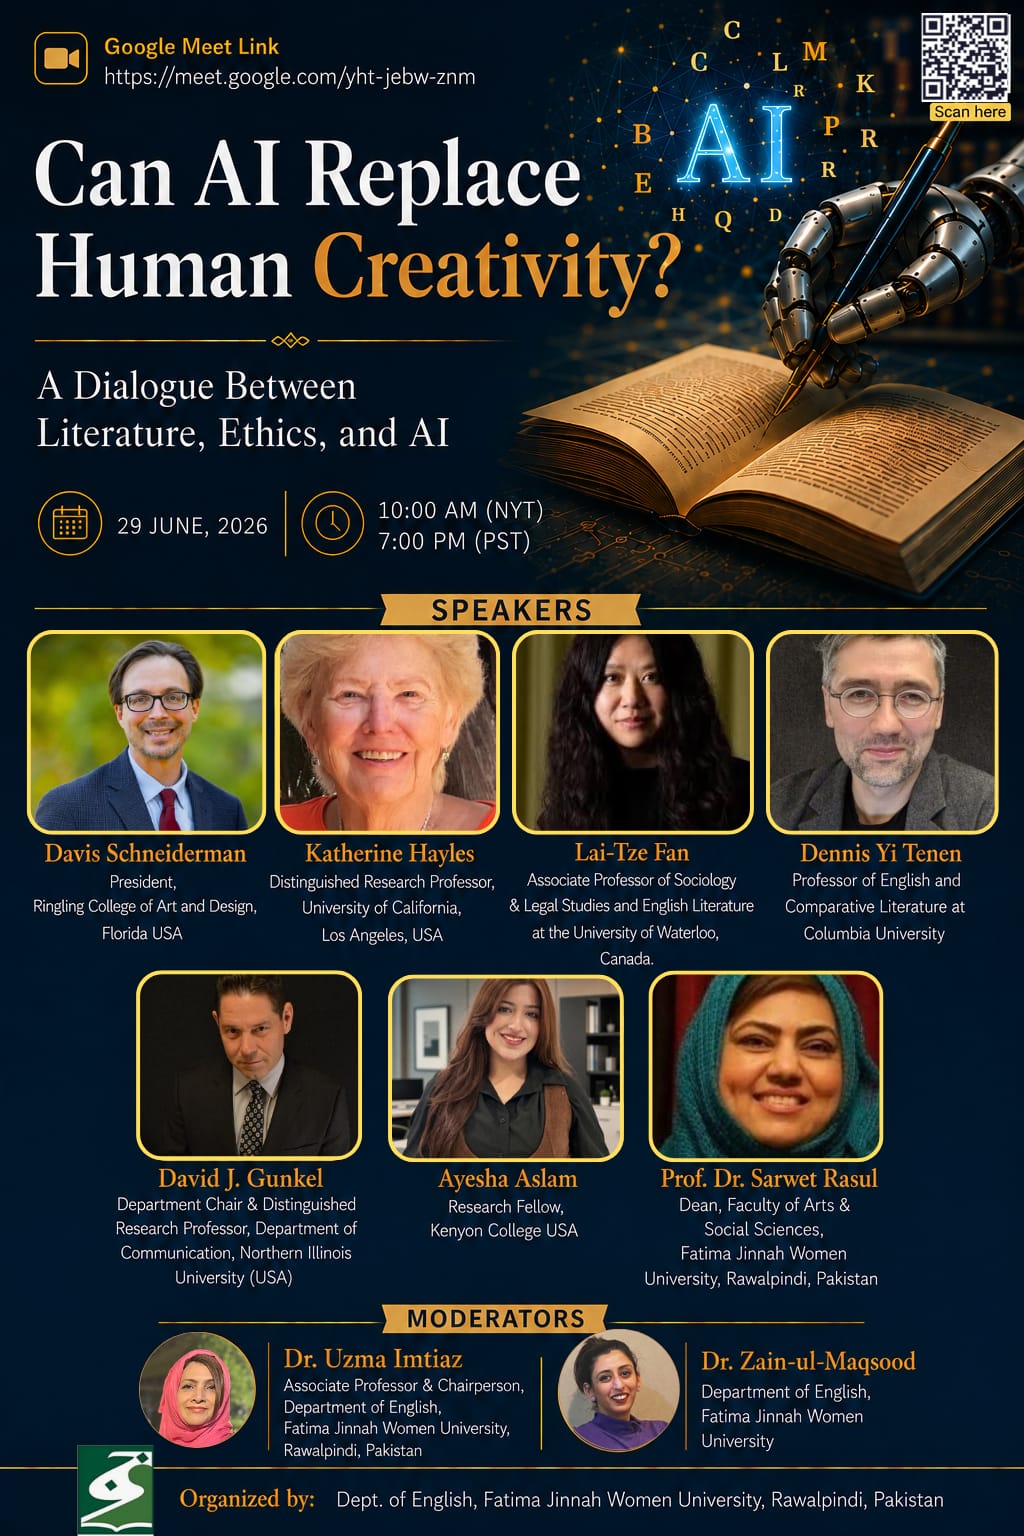 Google Meet Link
https://meet.google.com/yht-jebw-znm
Scan here
C
C
L
M
R
K
B
AI
P
R
E
R
H
Q
D
Can AI Replace
Human Creativity?
A Dialogue Between
Literature, Ethics, and AI
29 JUNE, 2026
10:00 AM (NYT)
7:00 PM (PST)
SPEAKERS
Davis Schneiderman
President,
Ringling College of Art and Design,
Florida USA
Katherine Hayles
Distinguished Research Professor,
University of California,
Los Angeles, USA
Lai-Tze Fan
Associate Professor of Sociology
& Legal Studies and English Literature
at the University of Waterloo,
Canada.
Dennis Yi Tenen
Professor of English and
Comparative Literature at
Columbia University
David J. Gunkel
Department Chair & Distinguished
Research Professor, Department of
Communication, Northern Illinois
University (USA)
Ayesha Aslam
Research Fellow,
Kenyon College USA
Prof. Dr. Sarwet Rasul
Dean, Faculty of Arts &
Social Sciences,
Fatima Jinnah Women
University, Rawalpindi, Pakistan
MODERATORS
Dr. Uzma Imtiaz
Associate Professor & Chairperson,
Department of English,
Fatima Jinnah Women University,
Rawalpindi, Pakistan
Dr. Zain-ul-Maqsood
Department of English,
Fatima Jinnah Women
University
Organized by: Dept. of English, Fatima Jinnah Women University, Rawalpindi, Pakistan